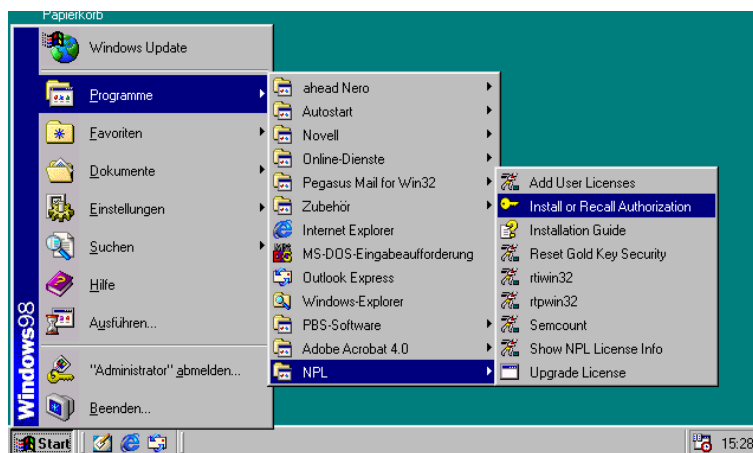 Papierkorb
Windows Update
Programme
Favoriten
Dokumente
Einstellungen
Suchen
Hilfe
Ausführen...
"Administrator" abmelden...
Beenden...
Windows98
ahead Nero
Autostart
Novell
Online-Dienste
Pegasus Mail for Win32
Zubehör
Internet Explorer
MS-DOS-Eingabeaufforderung
Outlook Express
Windows-Explorer
PBS-Software
Adobe Acrobat 4.0
NPL
Add User Licenses
Install or Recall Authorization
Installation Guide
Reset Gold Key Security
rtiwin32
rtpwin32
Semcount
Show NPL License Info
Upgrade License
Start
15:28